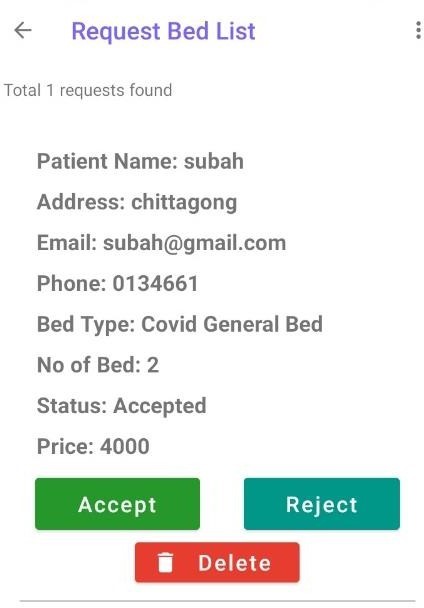 Request Bed List
Total 1 requests found
Patient Name: subah
Address: chittagong
Email: subah@gmail.com
Phone: 0134661
Bed Type: Covid General Bed
No of Bed: 2
Status: Accepted
Price: 4000
Accept Reject
Delete